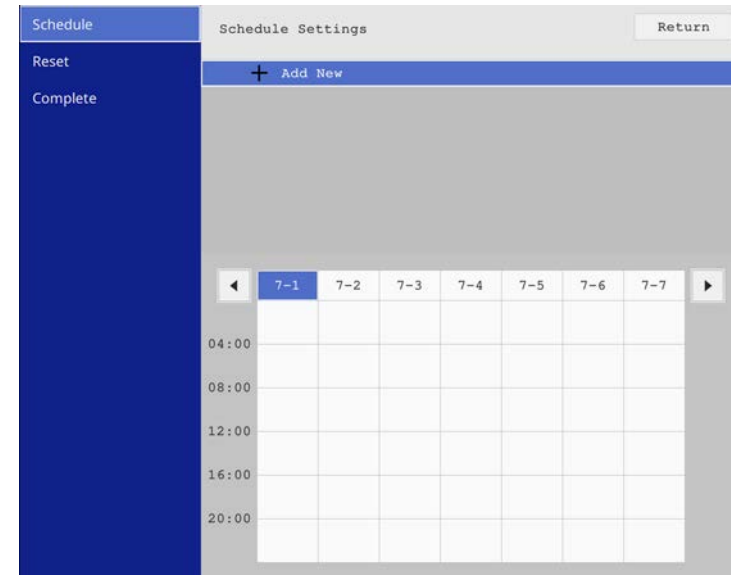 Schedule
Reset
Complete
Schedule Settings
Return
+ Add New
7-1 7-2 7-3 7-4 7-5 7-6 7-7
04:00
08:00
12:00
16:00
20:00